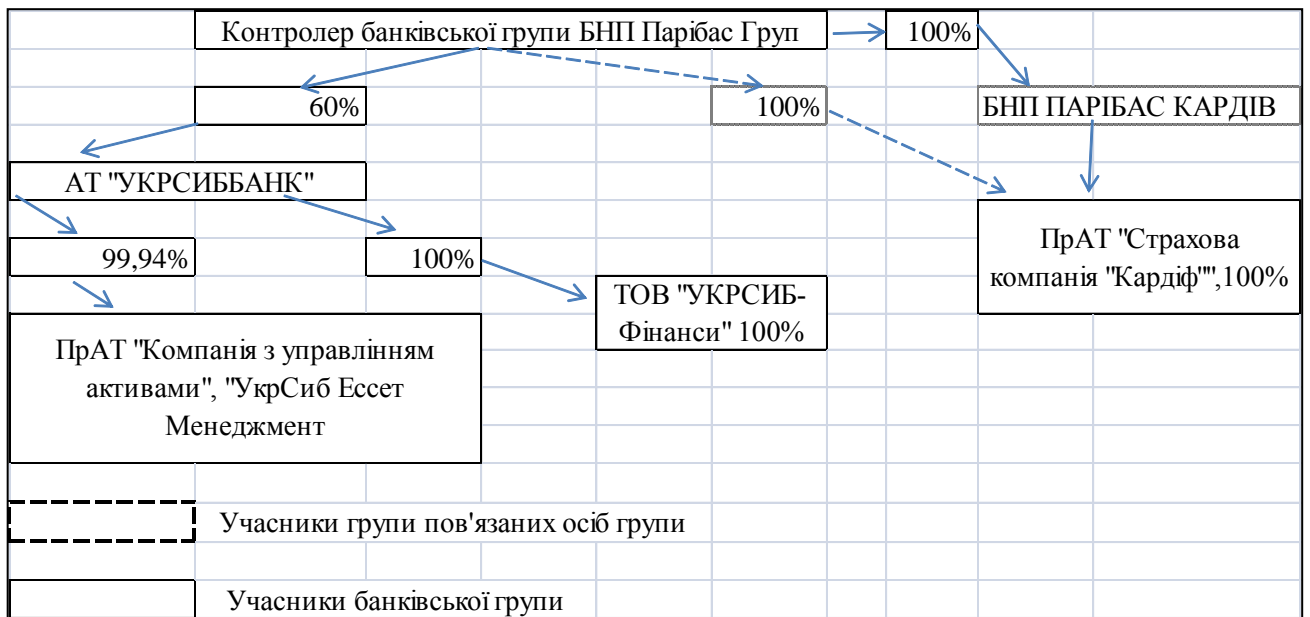 Контролер банківської групи БНП Парібас Груп
100%
60%
100%
БНП ПАРІБАС КАРДІВ
АТ "УКРСИББАНК"
99,94%
100%
ПрАТ "Страхова
компанія "Кардіф"",100%
ТОВ "УКРСИБ-
Фінанси" 100%
ПрАТ "Компанія з управлінням
активами", "УкрСиб Ессет
Менеджмент
Учасники групи пов'язаних осіб групи
Учасники банківської групи